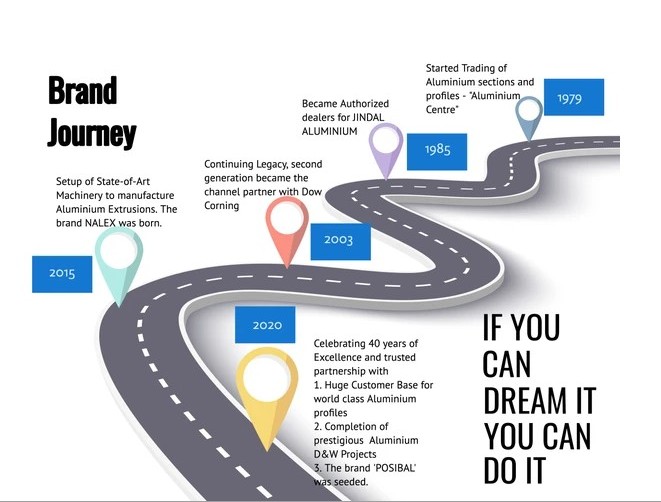 Brand
Journey
Started Trading of
Aluminium sections and
profiles - "Aluminium
Centre"
1979
Became Authorized
dealers for JINDAL
ALUMINIUM
1985
Continuing Legacy, second
generation became the
channel partner with Dow
Corning
2003
Setup of State-of-Art
Machinery to manufacture
Aluminium Extrusions. The
brand NALEX was born.
2015
2020
Celebrating 40 years of
Excellence and trusted
partnership with
1. Huge Customer Base for
world class Aluminium
profiles
2. Completion of
prestigious Aluminium
D&W Projects
3. The brand 'POSIBAL'
was seeded.
IF YOU
CAN
DREAM IT
YOU CAN
DO IT